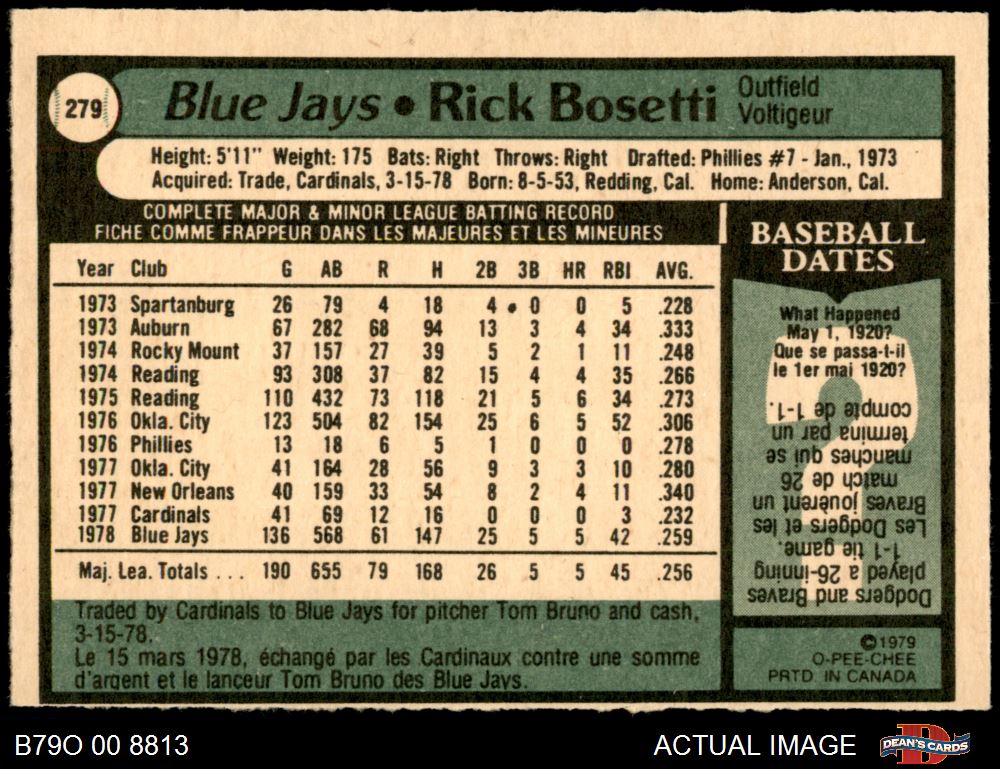 279
Blue Jays • Rick Bosetti
Outfield
Voltigeur
Height: 5'11" Weight: 175 Bats: Right Throws: Right Drafted: Phillies #7 - Jan., 1973
Acquired: Trade, Cardinals, 3-15-78 Born: 8-5-53, Redding, Cal. Home: Anderson, Cal.
COMPLETE MAJOR & MINOR LEAGUE BATTING RECORD
FICHE COMME FRAPPEUR DANS LES MAJEURES ET LES MINEURES
Year Club G AB R H 2B 3B HR RBI AVG.
1973 Spartanburg 26 79 4 18 4 0 0 5 .228
1973 Auburn 67 282 68 94 13 3 4 34 .333
1974 Rocky Mount 37 157 27 39 5 2 1 11 .248
1974 Reading 93 308 37 82 15 4 4 35 .266
1975 Reading 110 432 73 118 21 5 6 34 .273
1976 Okla. City 123 504 82 154 25 6 5 52 .306
1976 Phillies 13 18 6 5 1 0 0 0 .278
1977 Okla. City 41 164 28 56 9 3 3 10 .280
1977 New Orleans 40 159 33 54 8 2 4 11 .340
1977 Cardinals 41 69 12 16 0 0 0 3 .232
1978 Blue Jays 136 568 61 147 25 5 5 42 .259
Maj. Lea. Totals . . . 190 655 79 168 26 5 5 45 .256
Traded by Cardinals to Blue Jays for pitcher Tom Bruno and cash,
3-15-78.
Le 15 mars 1978, échangé par les Cardinaux contre une somme
d'argent et le lanceur Tom Bruno des Blue Jays.
BASEBALL
DATES
What Happened
May 1, 1920?
Que se passa-t-il
le 1er mai 1920?
Dodgers and Braves
played a 26-inning
1-1 tie game.
Les Dodgers et les
Braves jouèrent un
match de 26
manches qui se
termina par un
compte de 1-1.
©1979
O-PEE-CHEE
PRTD. IN CANADA
B79O 00 8813
ACTUAL IMAGE
DEAN'S CARDS